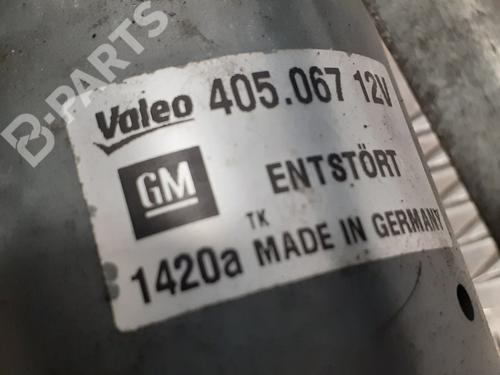 B-PARTS
Valeo 405.067 12V
GM ENTSTÖRT
TK
1420a MADE IN GERMANY